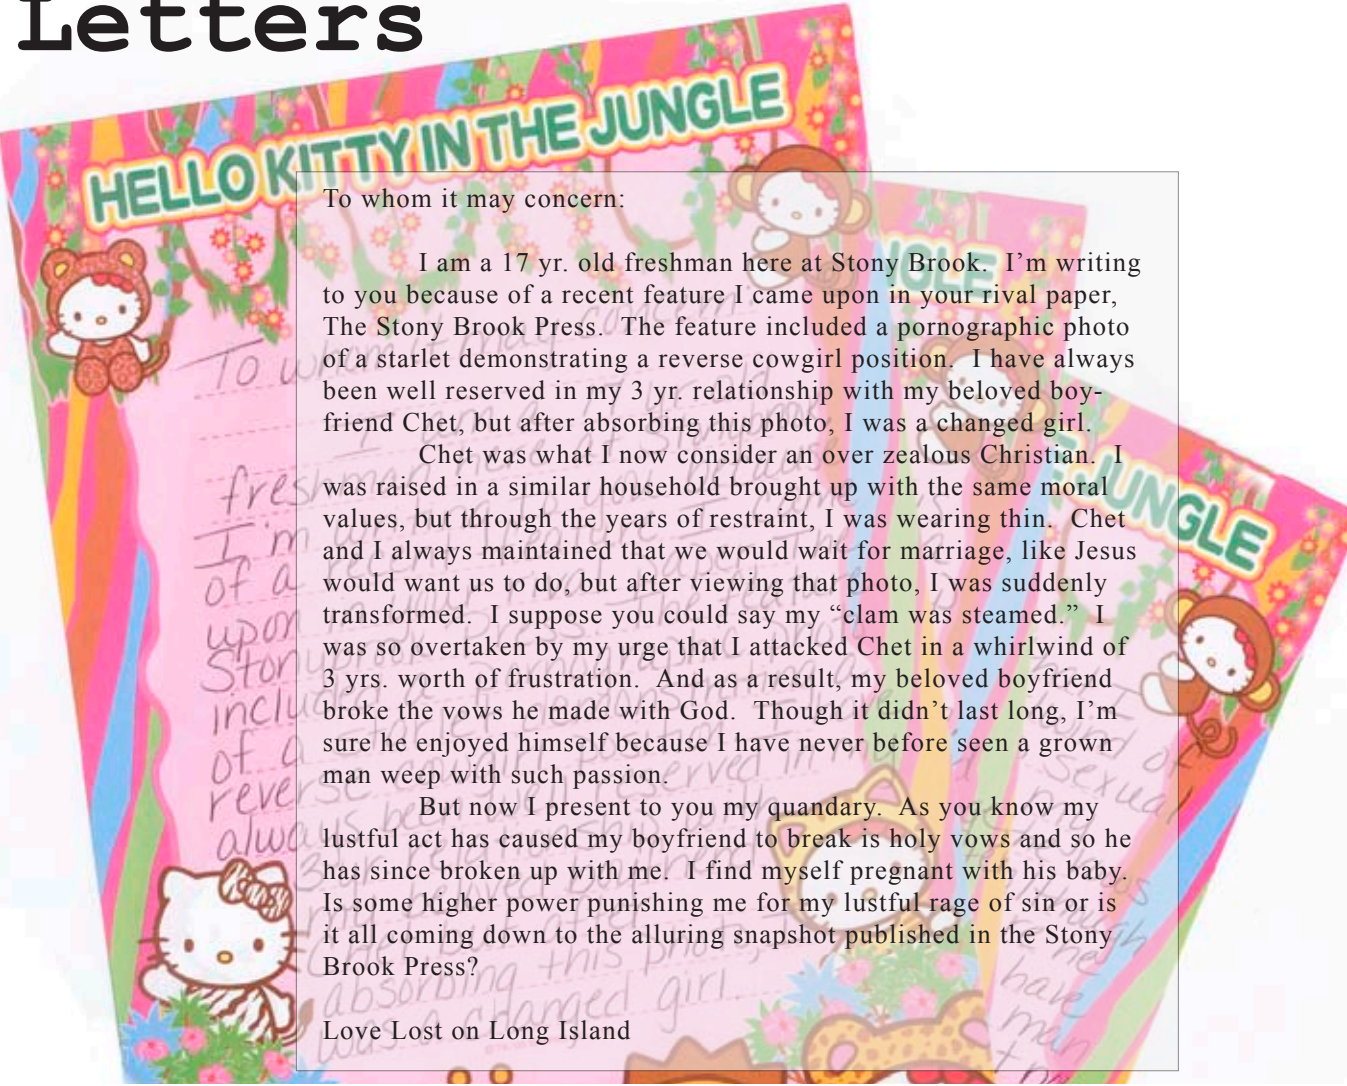 Letters
HELLO KITTY IN THE JUNGLE
JUNGLE
To whom it may concern:
I am a 17 yr. old freshman here at Stony Brook. I’m writing
to you because of a recent feature I came upon in your rival paper,
The Stony Brook Press. The feature included a pornographic photo
of a starlet demonstrating a reverse cowgirl position. I have always
been well reserved in my 3 yr. relationship with my beloved boy-
friend Chet, but after absorbing this photo, I was a changed girl.
Chet was what I now consider an over zealous Christian. I
was raised in a similar household brought up with the same moral
values, but through the years of restraint, I was wearing thin. Chet
and I always maintained that we would wait for marriage, like Jesus
would want us to do, but after viewing that photo, I was suddenly
transformed. I suppose you could say my “clam was steamed.” I
was so overtaken by my urge that I attacked Chet in a whirlwind of
3 yrs. worth of frustration. And as a result, my beloved boyfriend
broke the vows he made with God. Though it didn’t last long, I’m
sure he enjoyed himself because I have never before seen a grown
man weep with such passion.
But now I present to you my quandary. As you know my
lustful act has caused my boyfriend to break is holy vows and so he
has since broken up with me. I find myself pregnant with his baby.
Is some higher power punishing me for my lustful rage of sin or is
it all coming down to the alluring snapshot published in the Stony
Brook Press?
Love Lost on Long Island